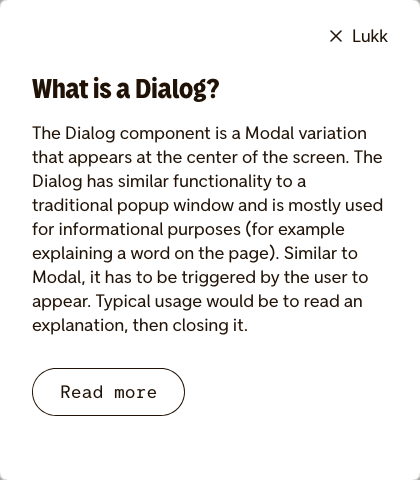 Lukk
What is a Dialog?
The Dialog component is a Modal variation
that appears at the center of the screen. The
Dialog has similar functionality to a
traditional popup window and is mostly used
for informational purposes (for example
explaining a word on the page). Similar to
Modal, it has to be triggered by the user to
appear. Typical usage would be to read an
explanation, then closing it.
Read more